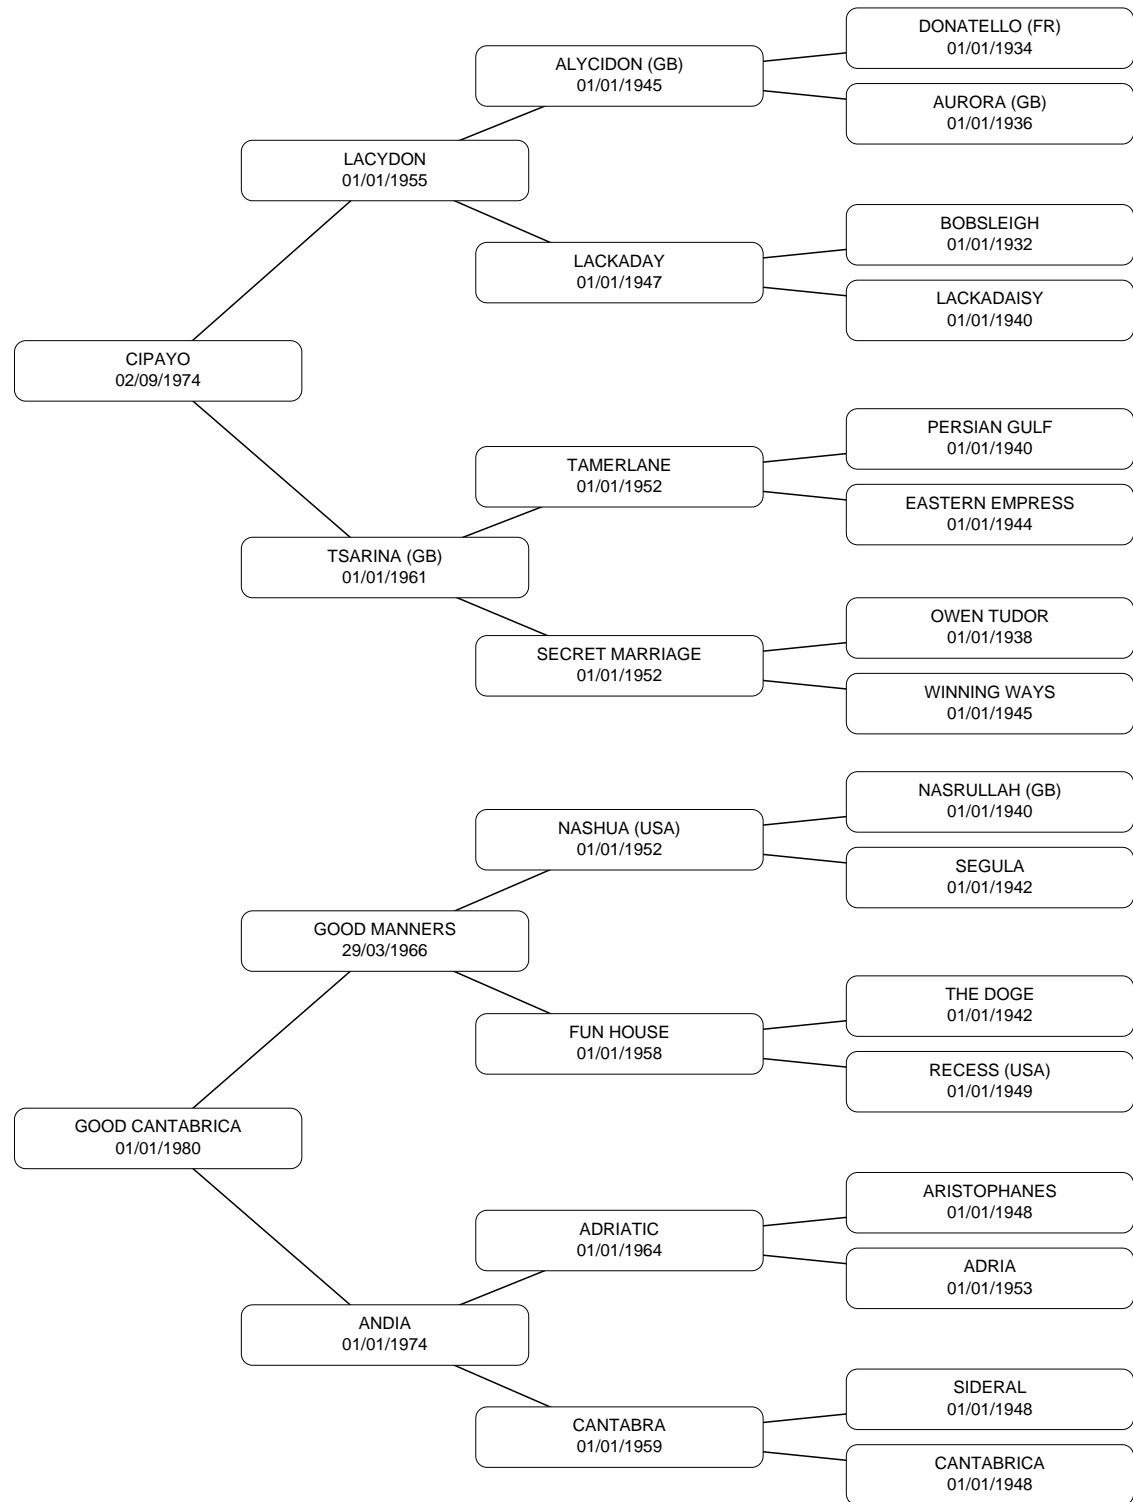 DONATELLO (FR)
01/01/1934
ALYCIDON (GB)
01/01/1945
AURORA (GB)
01/01/1936
LACYDON
01/01/1955
BOBSLEIGH
01/01/1932
LACKADAY
01/01/1947
LACKADAISY
01/01/1940
CIPAYO
02/09/1974
PERSIAN GULF
01/01/1940
TAMERLANE
01/01/1952
EASTERN EMPRESS
01/01/1944
TSARINA (GB)
01/01/1961
OWEN TUDOR
01/01/1938
SECRET MARRIAGE
01/01/1952
WINNING WAYS
01/01/1945
NASRULLAH (GB)
01/01/1940
NASHUA (USA)
01/01/1952
SEGULA
01/01/1942
GOOD MANNERS
29/03/1966
THE DOGE
01/01/1942
FUN HOUSE
01/01/1958
RECESS (USA)
01/01/1949
GOOD CANTABRICA
01/01/1980
ARISTOPHANES
01/01/1948
ADRIATIC
01/01/1964
ADRIA
01/01/1953
ANDIA
01/01/1974
SIDERAL
01/01/1948
CANTABRA
01/01/1959
CANTABRICA
01/01/1948